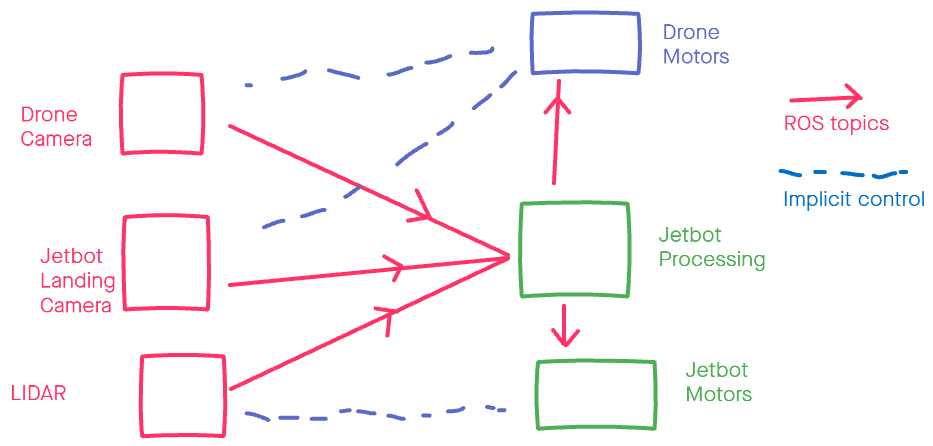 Drone
Motors
Drone
Camera
ROS topics
Implicit control
Jetbot
Landing
Camera
Jetbot
Processing
LIDAR
Jetbot
Motors